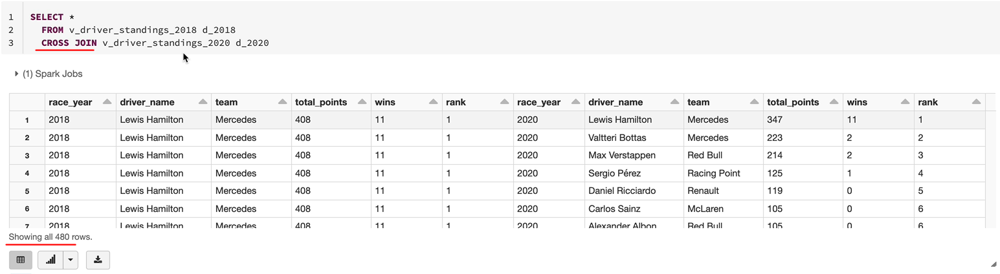 1 SELECT *
2 FROM v_driver_standings_2018 d_2018
3 CROSS JOIN v_driver_standings_2020 d_2020
(1) Spark Jobs
race_year driver_name team total_points wins rank race_year driver_name team total_points wins rank
1 2018 Lewis Hamilton Mercedes 408 11 1 2020 Lewis Hamilton Mercedes 347 11 1
2 2018 Lewis Hamilton Mercedes 408 11 1 2020 Valtteri Bottas Mercedes 223 2 2
3 2018 Lewis Hamilton Mercedes 408 11 1 2020 Max Verstappen Red Bull 214 2 3
4 2018 Lewis Hamilton Mercedes 408 11 1 2020 Sergio Pérez Racing Point 125 1 4
5 2018 Lewis Hamilton Mercedes 408 11 1 2020 Daniel Ricciardo Renault 119 0 5
6 2018 Lewis Hamilton Mercedes 408 11 1 2020 Carlos Sainz McLaren 105 0 6
7 2018 Lewis Hamilton Mercedes 408 11 1 2020 Alexander Albon Red Bull 105 0 6
Showing all 480 rows.